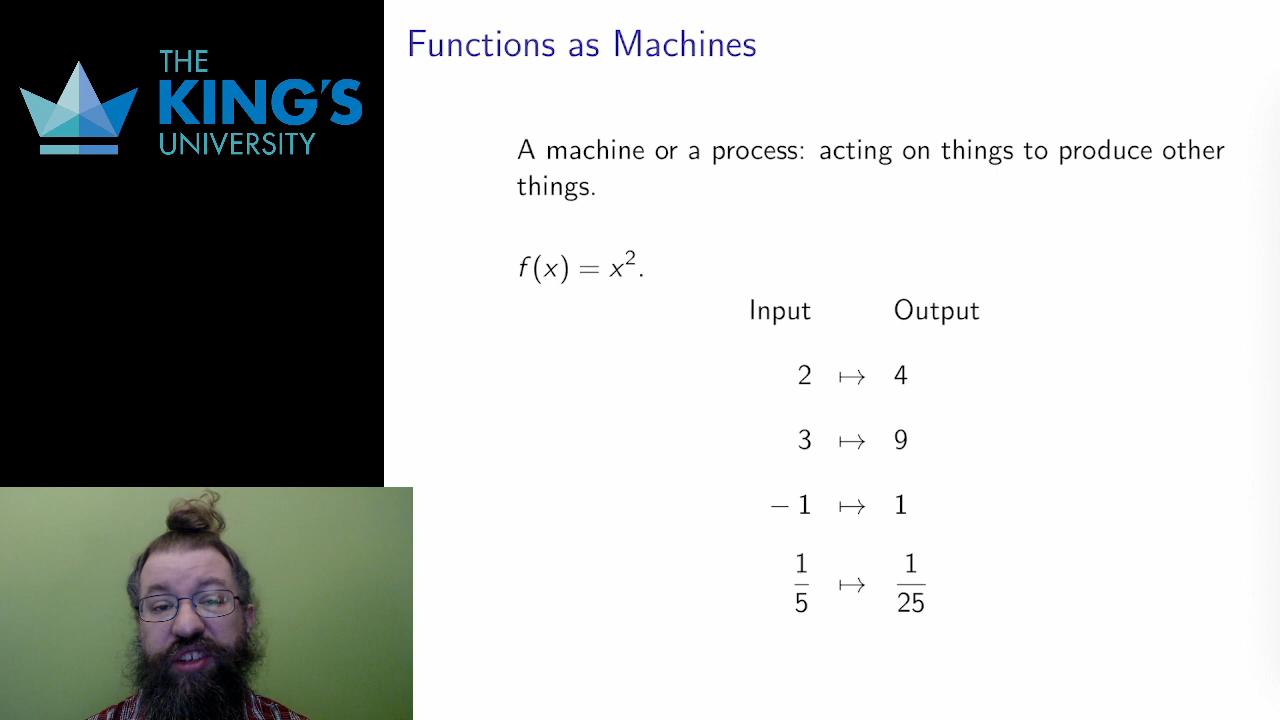 THE
KING'S
UNIVERSITY
Functions as Machines
A machine or a process: acting on things to produce other
things.
f(x) = x².
Input Output
2 ↦ 4
3 ↦ 9
− 1 ↦ 1
1/5 ↦ 1/25